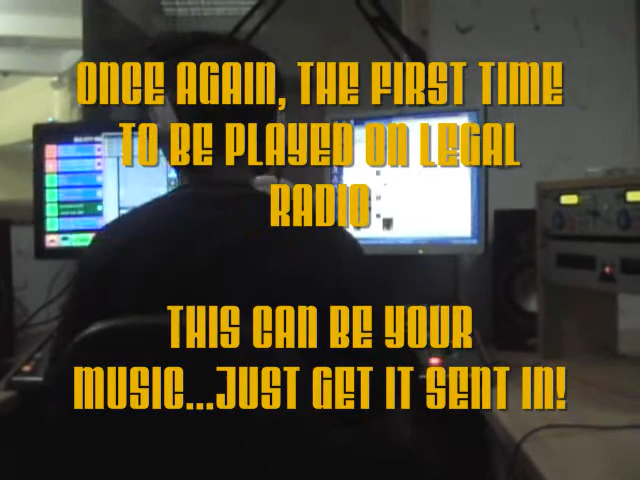 ONCE AGAIN, THE FIRST TIME
TO BE PLAYED ON LEGAL
RADIO
THIS CAN BE YOUR
MUSIC...JUST GET IT SENT IN!